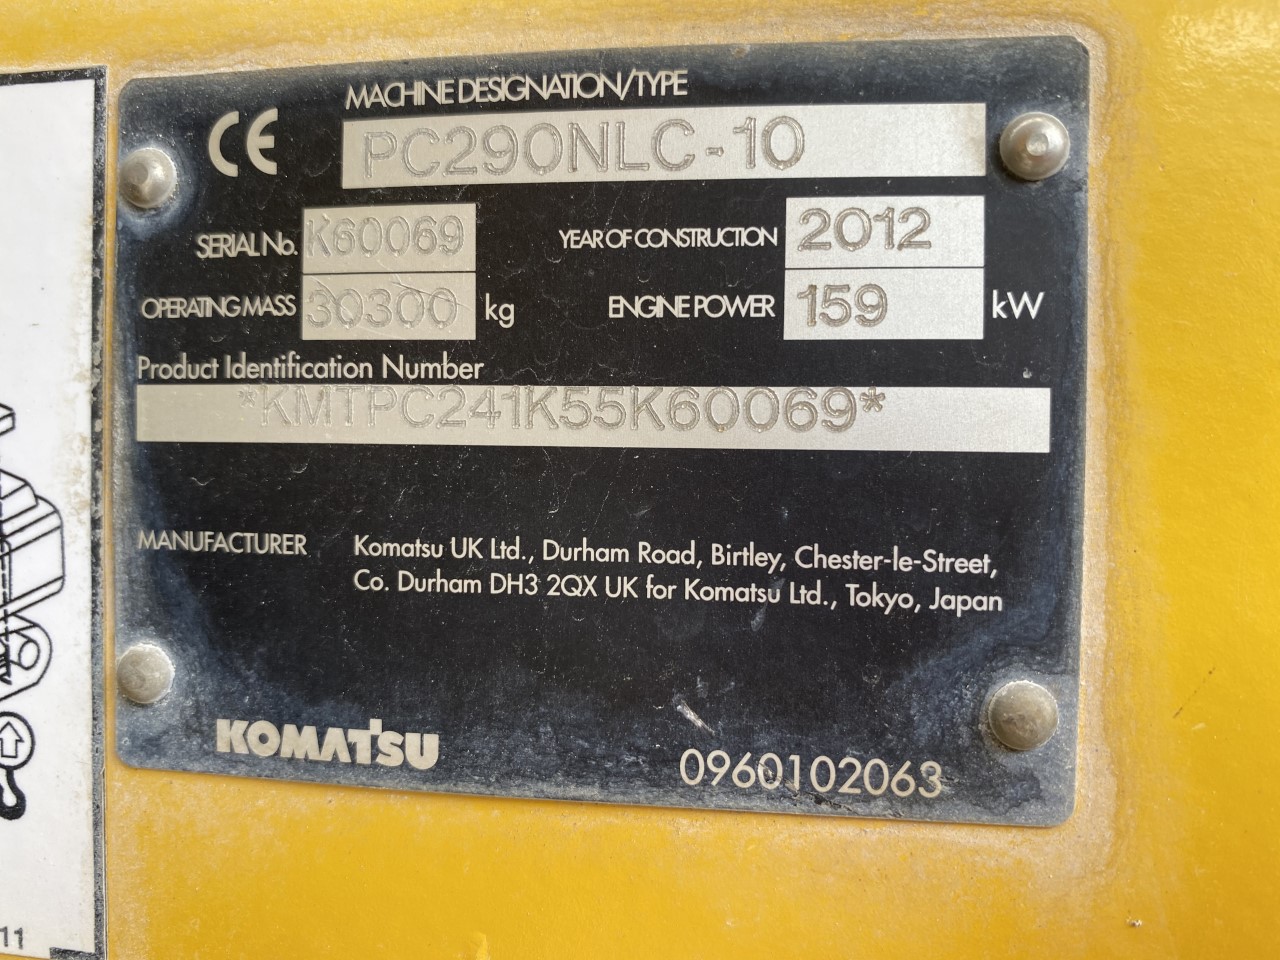 CE
MACHINE DESIGNATION/TYPE
PC290NLC-10
SERIAL No. K60069
YEAR OF CONSTRUCTION 2012
OPERATING MASS 30300 kg
ENGINE POWER 159 kW
Product Identification Number
*KMTPC241K55K60069*
MANUFACTURER Komatsu UK Ltd., Durham Road, Birtley, Chester-le-Street,
Co. Durham DH3 2QX UK for Komatsu Ltd., Tokyo, Japan
KOMATSU
0960102063
11